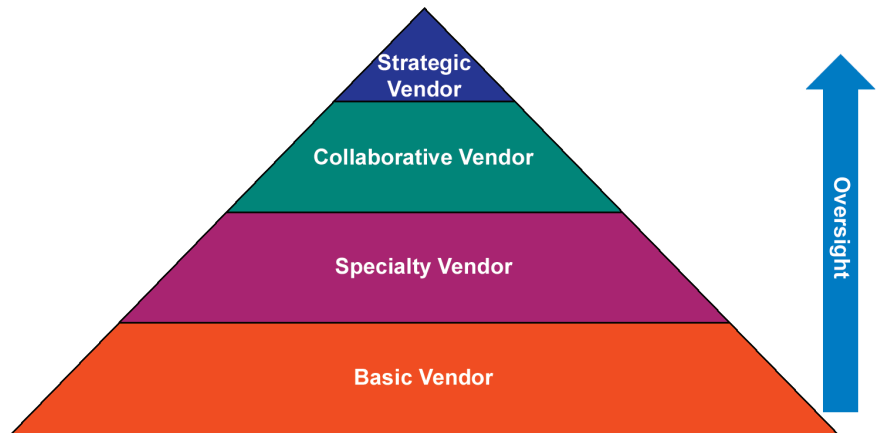 Strategic
Vendor
Collaborative Vendor
Oversight
Specialty Vendor
Basic Vendor